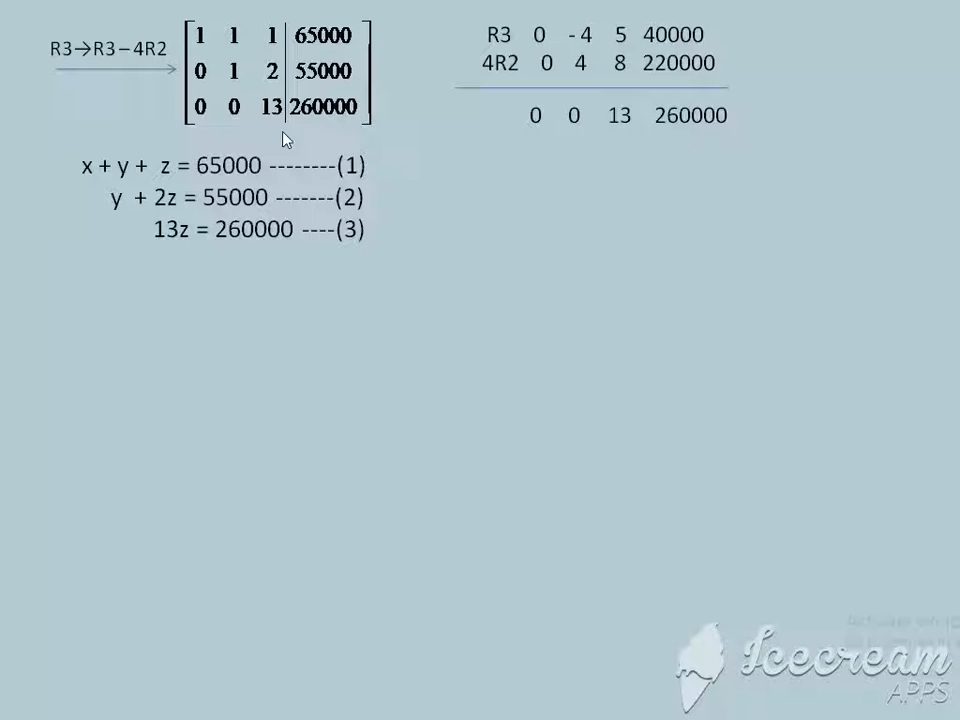 R3→R3 – 4R2
1 1 1 65000
0 1 2 55000
0 0 13 260000
R3 0 - 4 5 40000
4R2 0 4 8 220000
0 0 13 260000
x + y + z = 65000 --------(1)
y + 2z = 55000 -------(2)
13z = 260000 ----(3)
Icecream
APPS